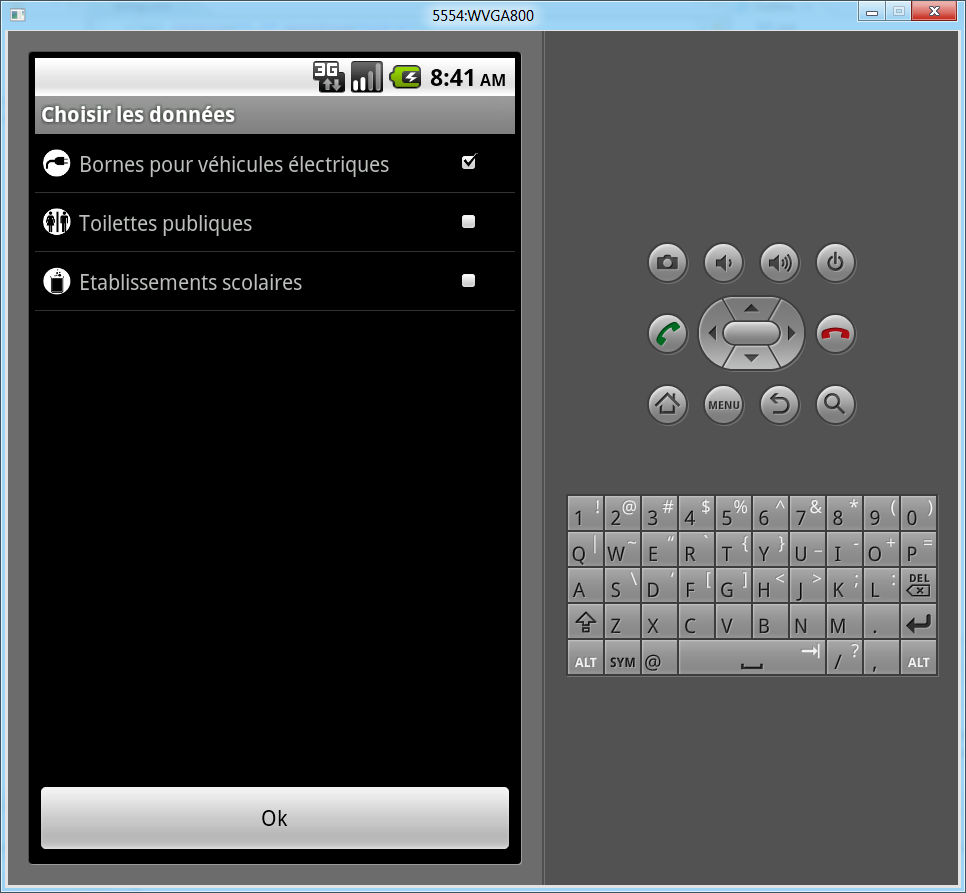 5554:WVGA800
3G 8:41 AM
Choisir les données
Bornes pour véhicules électriques
Toilettes publiques
Etablissements scolaires
Ok
MENU
1 ! 2 @ 3 # 4 $ 5 % 6 ^ 7 & 8 * 9 ( 0 )
Q | W ~ E “ R ` T { Y } U _ I - O + P =
A S \ D ‘ F [ G ] H < J > K ; L : DEL
Z X C V B N M .
ALT SYM @ / ? , ALT